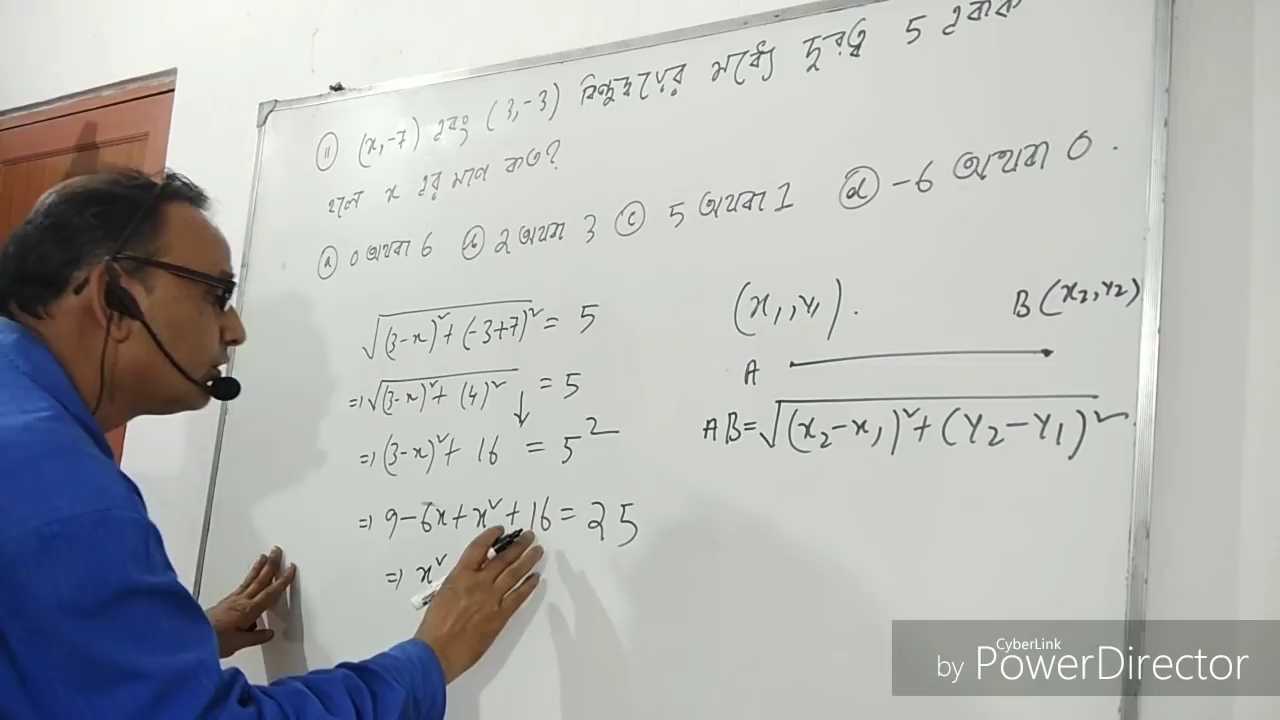 (ii) (x, -7) এবং (3, -3) বিন্দুদ্বয়ের মধ্যে দূরত্ব 5 একক
হলে x এর মান কত?
(a) 0 অথবা 6 (b) 2 অথবা 3 (c) 5 অথবা 1 (d) -6 অথবা 0.
√(3-x)² + (-3+7)² = 5
⇒ √(3-x)² + (4)² = 5
⇒ (3-x)² + 16 = 5²
⇒ 9-6x+x²+16 = 25
⇒ x²
(x₁, y₁).
B(x₂, y₂)
A
AB = √(x₂-x₁)² + (y₂-y₁)²
CyberLink
by PowerDirector